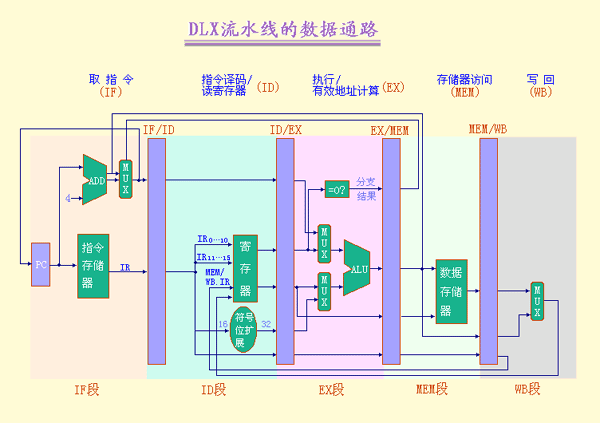 DLX流水线的数据通路
取 指 令
(IF)
指令译码/
读寄存器
(ID)
执行/
有效地址计算
(EX)
存储器访问
(MEM)
写 回
(WB)
IF/ID
ID/EX
EX/MEM
MEM/WB
ADD
MUX
4
PC
指令
存储
器
IR
IR0…10
IR11…15
MEM/
WB.IR
寄
存
器
16
符号
位扩
展
32
=0?
分支
结果
MUX
MUX
ALU
数据
存储
器
MUX
IF段
ID段
EX段
MEM段
WB段